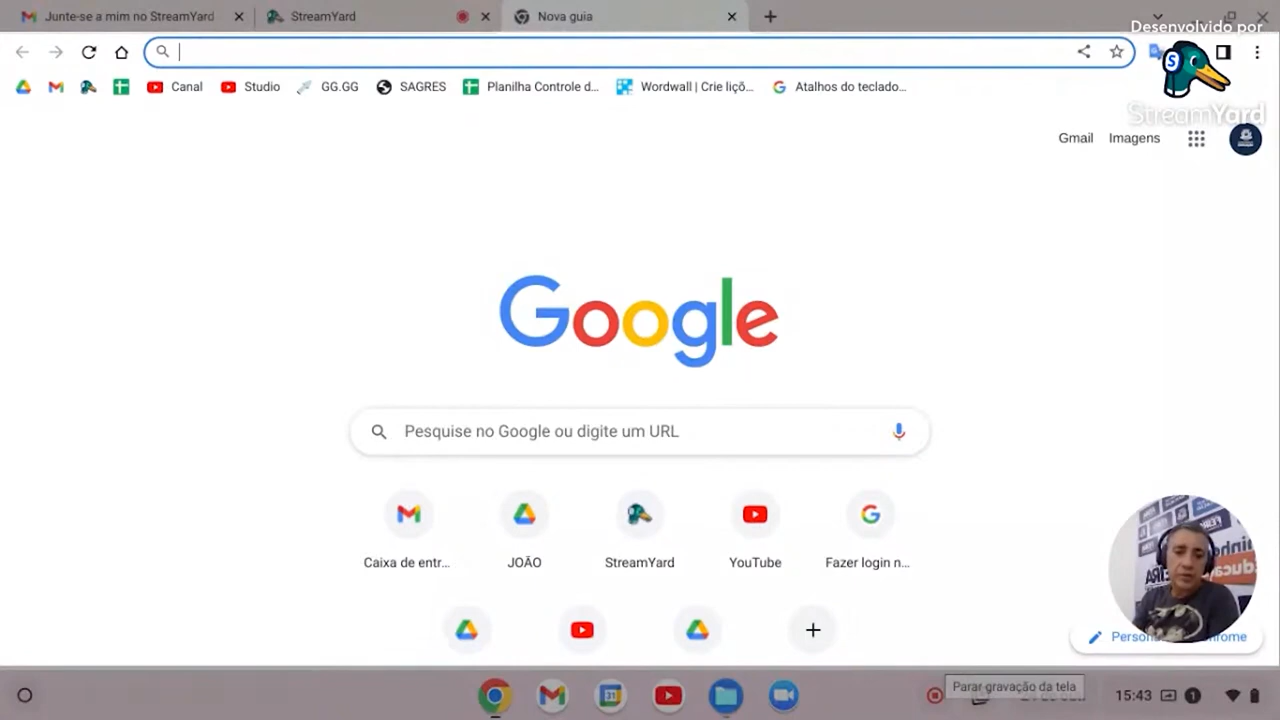 Junte-se a mim no StreamYard
StreamYard
Nova guia
Desenvolvido por
StreamYard
Canal
Studio
GG.GG
SAGRES
Planilha Controle d...
Wordwall | Crie liçõ...
Atalhos do teclado...
Gmail
Imagens
Google
Pesquise no Google ou digite um URL
Caixa de entr...
JOÃO
StreamYard
YouTube
Fazer login n...
Parar gravação da tela
15:43
1